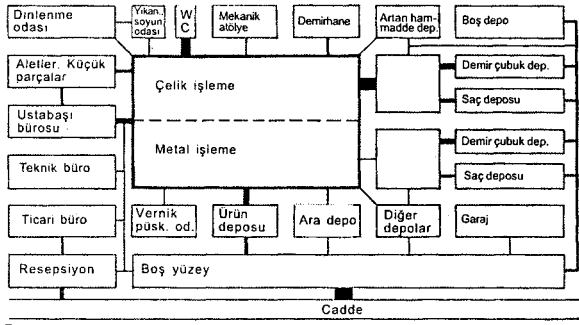 Dinlenme
odası
Yıkan.,
soyun.
odası
W
C
Mekanik
atölye
Demirhane
Artan ham-
madde dep.
Boş depo
Aletler. Küçük
parçalar
Çelik işleme
Demir çubuk dep.
Saç deposu
Ustabaşı
bürosu
Metal işleme
Demir çubuk dep.
Saç deposu
Teknik büro
Ticari büro
Vernik
püsk. od.
Ürün
deposu
Ara depo
Diğer
depolar
Garaj
Resepsiyon
Boş yüzey
Cadde